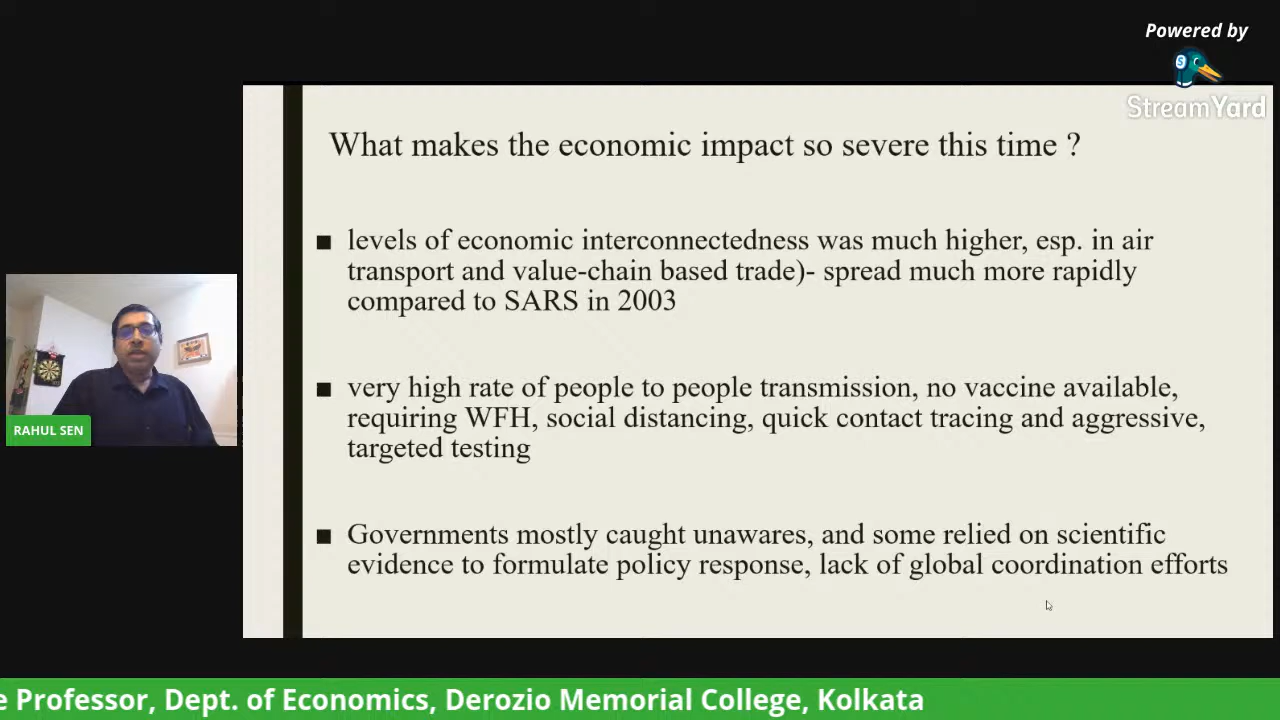 Powered by
StreamYard
What makes the economic impact so severe this time ?
■ levels of economic interconnectedness was much higher, esp. in air
transport and value-chain based trade)- spread much more rapidly
compared to SARS in 2003
■ very high rate of people to people transmission, no vaccine available,
requiring WFH, social distancing, quick contact tracing and aggressive,
targeted testing
■ Governments mostly caught unawares, and some relied on scientific
evidence to formulate policy response, lack of global coordination efforts
RAHUL SEN
e Professor, Dept. of Economics, Derozio Memorial College, Kolkata